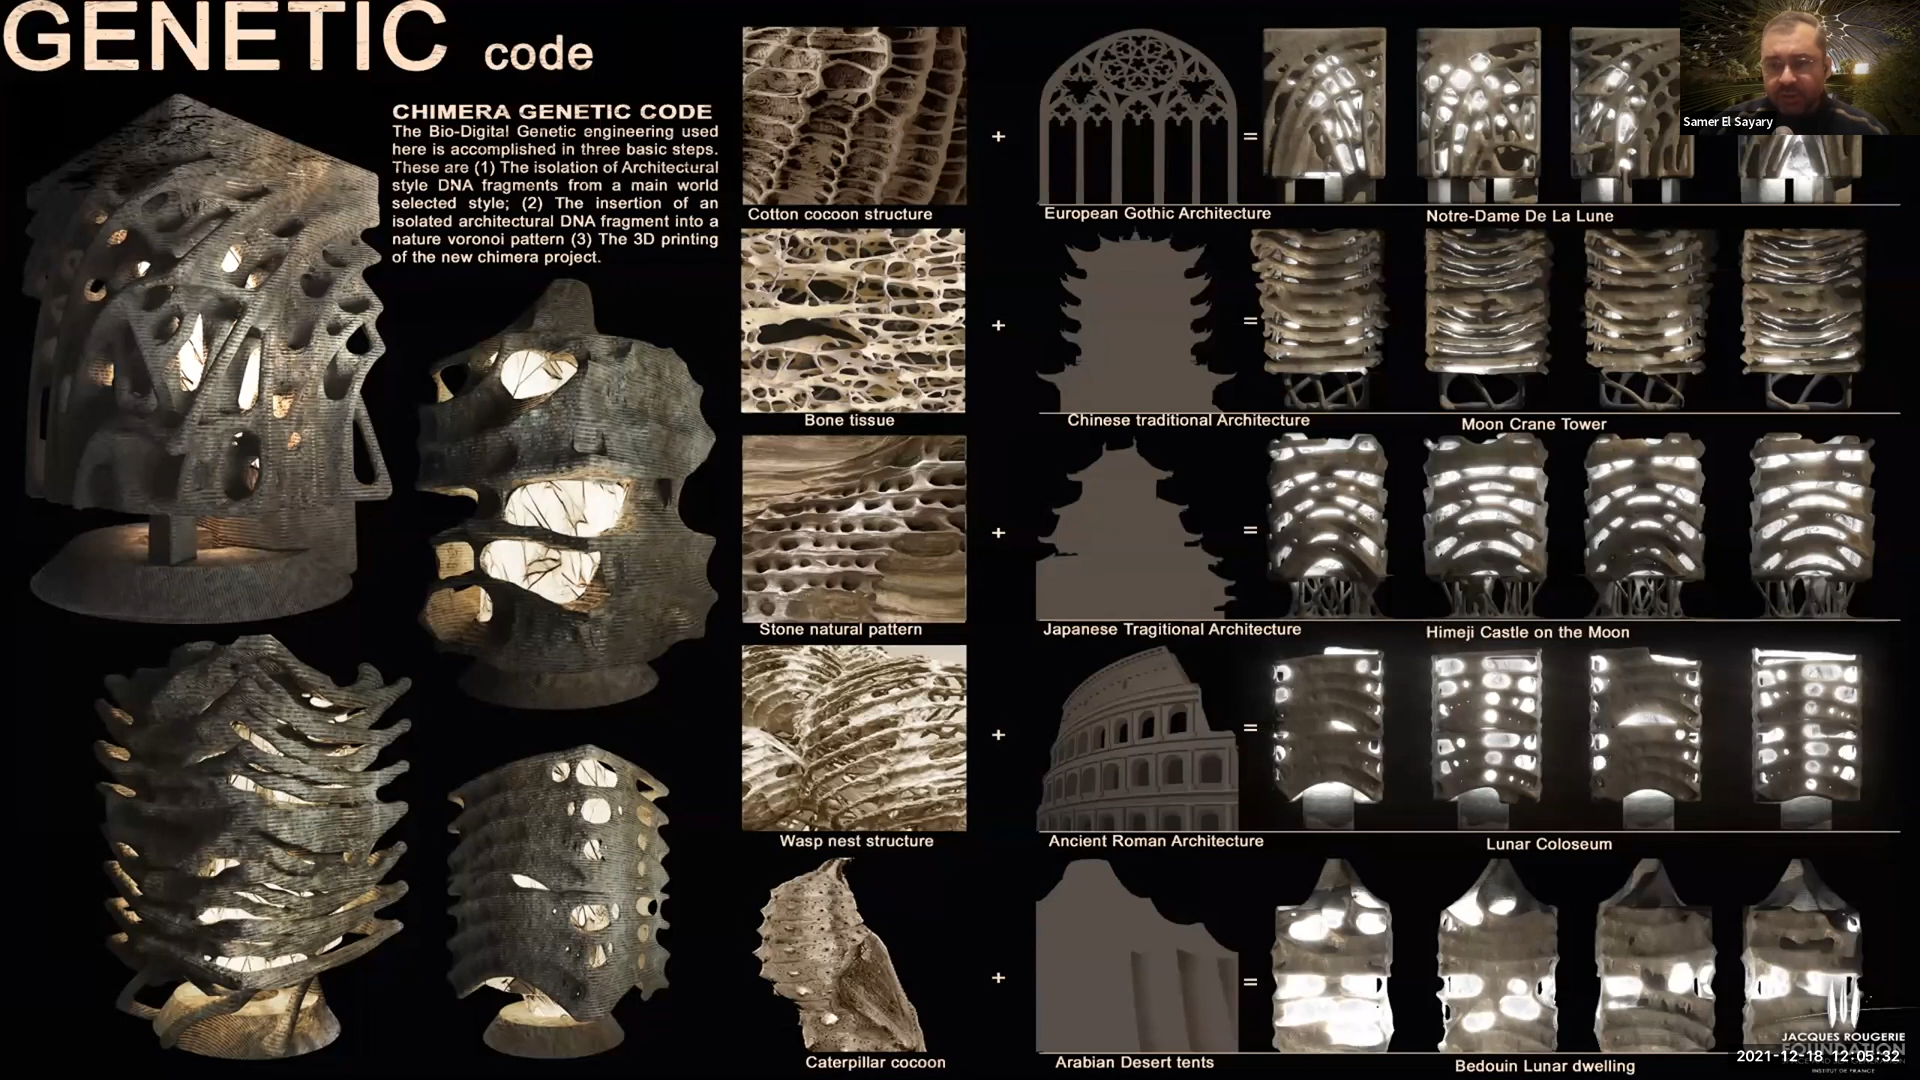 GENETIC code
CHIMERA GENETIC CODE
The Bio-Digital Genetic engineering used
here is accomplished in three basic steps.
These are (1) The isolation of Architectural
style DNA fragments from a main world
selected style; (2) The insertion of an
isolated architectural DNA fragment into a
nature voronoi pattern (3) The 3D printing
of the new chimera project.
Samer El Sayary
+
=
Cotton cocoon structure
European Gothic Architecture
Notre-Dame De La Lune
+
=
Bone tissue
Chinese traditional Architecture
Moon Crane Tower
+
=
Stone natural pattern
Japanese Tragitional Architecture
Himeji Castle on the Moon
+
=
Wasp nest structure
Ancient Roman Architecture
Lunar Coloseum
+
=
Caterpillar cocoon
Arabian Desert tents
Bedouin Lunar dwelling
JACQUES ROUGERIE
FOUNDATION
INSTITUT DE FRANCE
2021-12-18 12:05:32